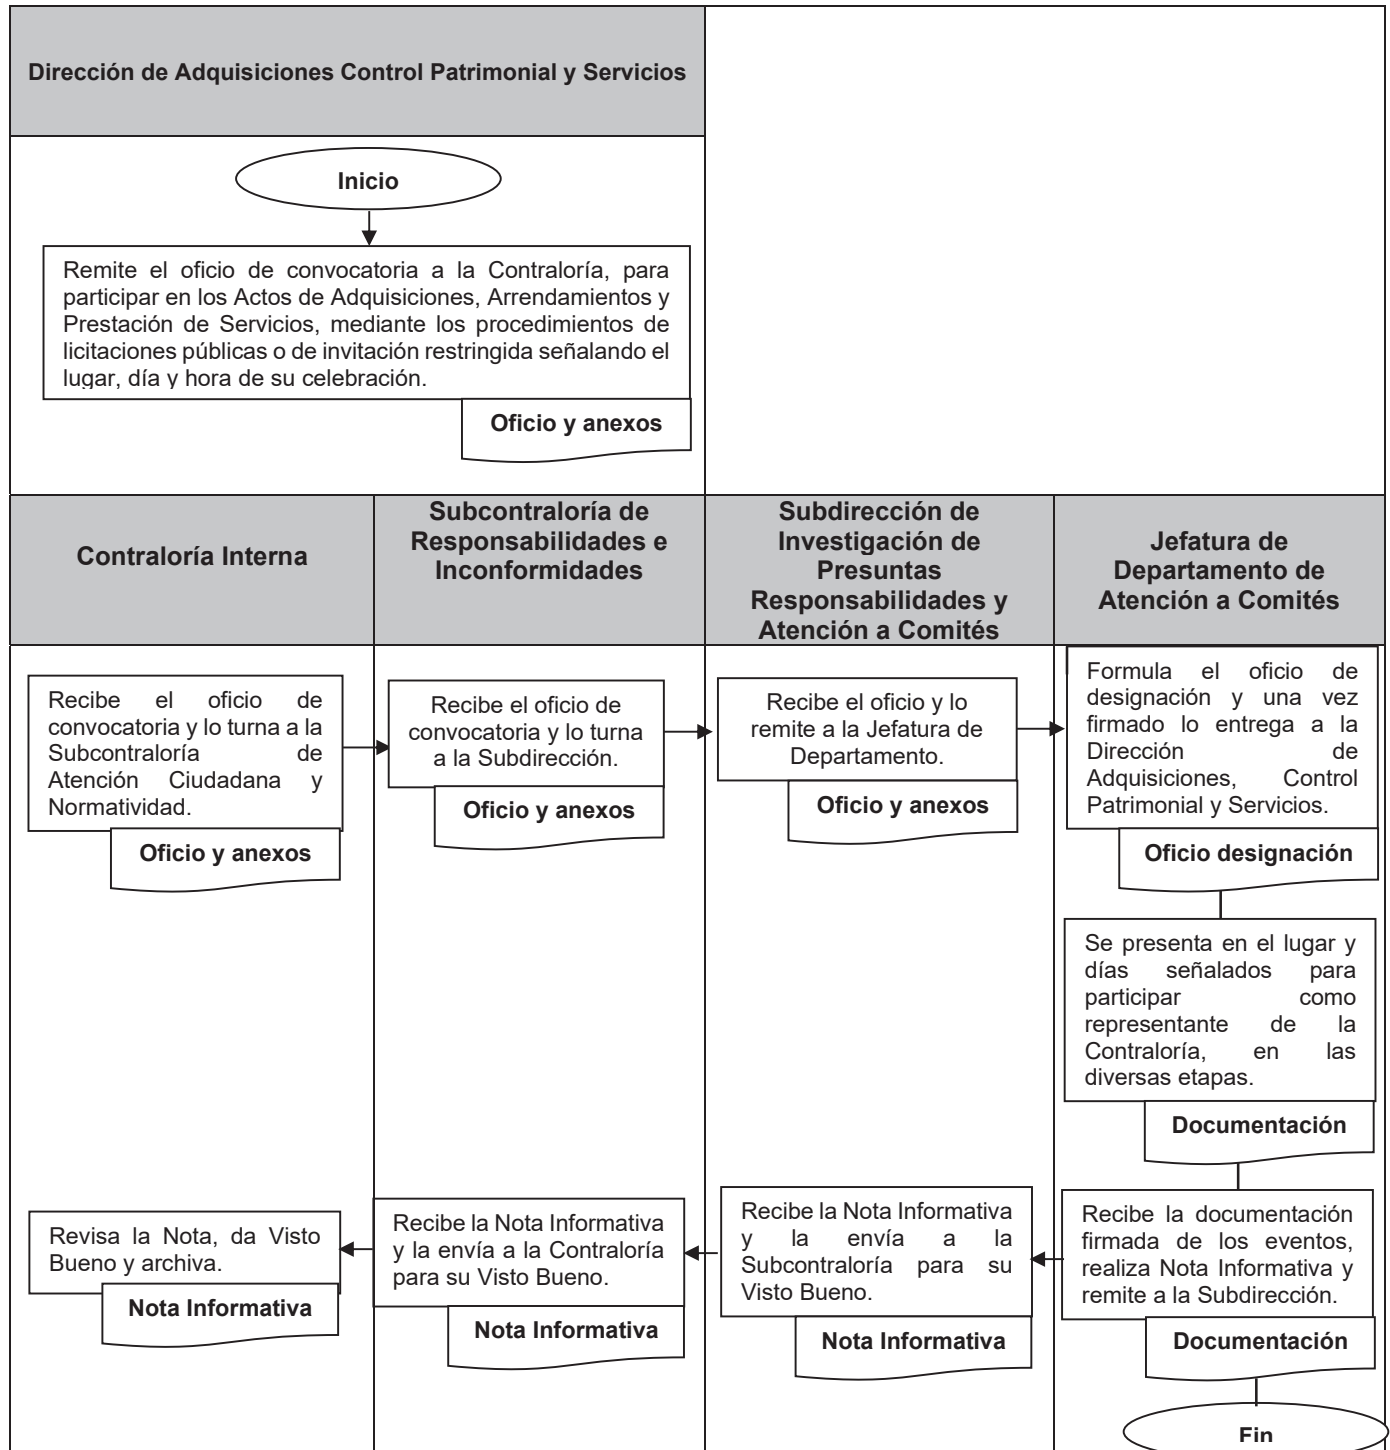 Dirección de Adquisiciones Control Patrimonial y Servicios
Inicio
Remite el oficio de convocatoria a la Contraloría, para
participar en los Actos de Adquisiciones, Arrendamientos y
Prestación de Servicios, mediante los procedimientos de
licitaciones públicas o de invitación restringida señalando el
lugar, día y hora de su celebración.
Oficio y anexos
Contraloría Interna
Subcontraloría de
Responsabilidades e
Inconformidades
Subdirección de
Investigación de
Presuntas
Responsabilidades y
Atención a Comités
Jefatura de
Departamento de
Atención a Comités
Recibe el oficio de
convocatoria y lo turna a la
Subcontraloría de
Atención Ciudadana y
Normatividad.
Oficio y anexos
Recibe el oficio de
convocatoria y lo turna
a la Subdirección.
Oficio y anexos
Recibe el oficio y lo
remite a la Jefatura de
Departamento.
Oficio y anexos
Formula el oficio de
designación y una vez
firmado lo entrega a la
Dirección de
Adquisiciones, Control
Patrimonial y Servicios.
Oficio designación
Se presenta en el lugar y
días señalados para
participar como
representante de la
Contraloría, en las
diversas etapas.
Documentación
Recibe la documentación
firmada de los eventos,
realiza Nota Informativa y
remite a la Subdirección.
Documentación
Recibe la Nota Informativa
y la envía a la
Subcontraloría para su
Visto Bueno.
Nota Informativa
Recibe la Nota Informativa
y la envía a la Contraloría
para su Visto Bueno.
Nota Informativa
Revisa la Nota, da Visto
Bueno y archiva.
Nota Informativa
Fin